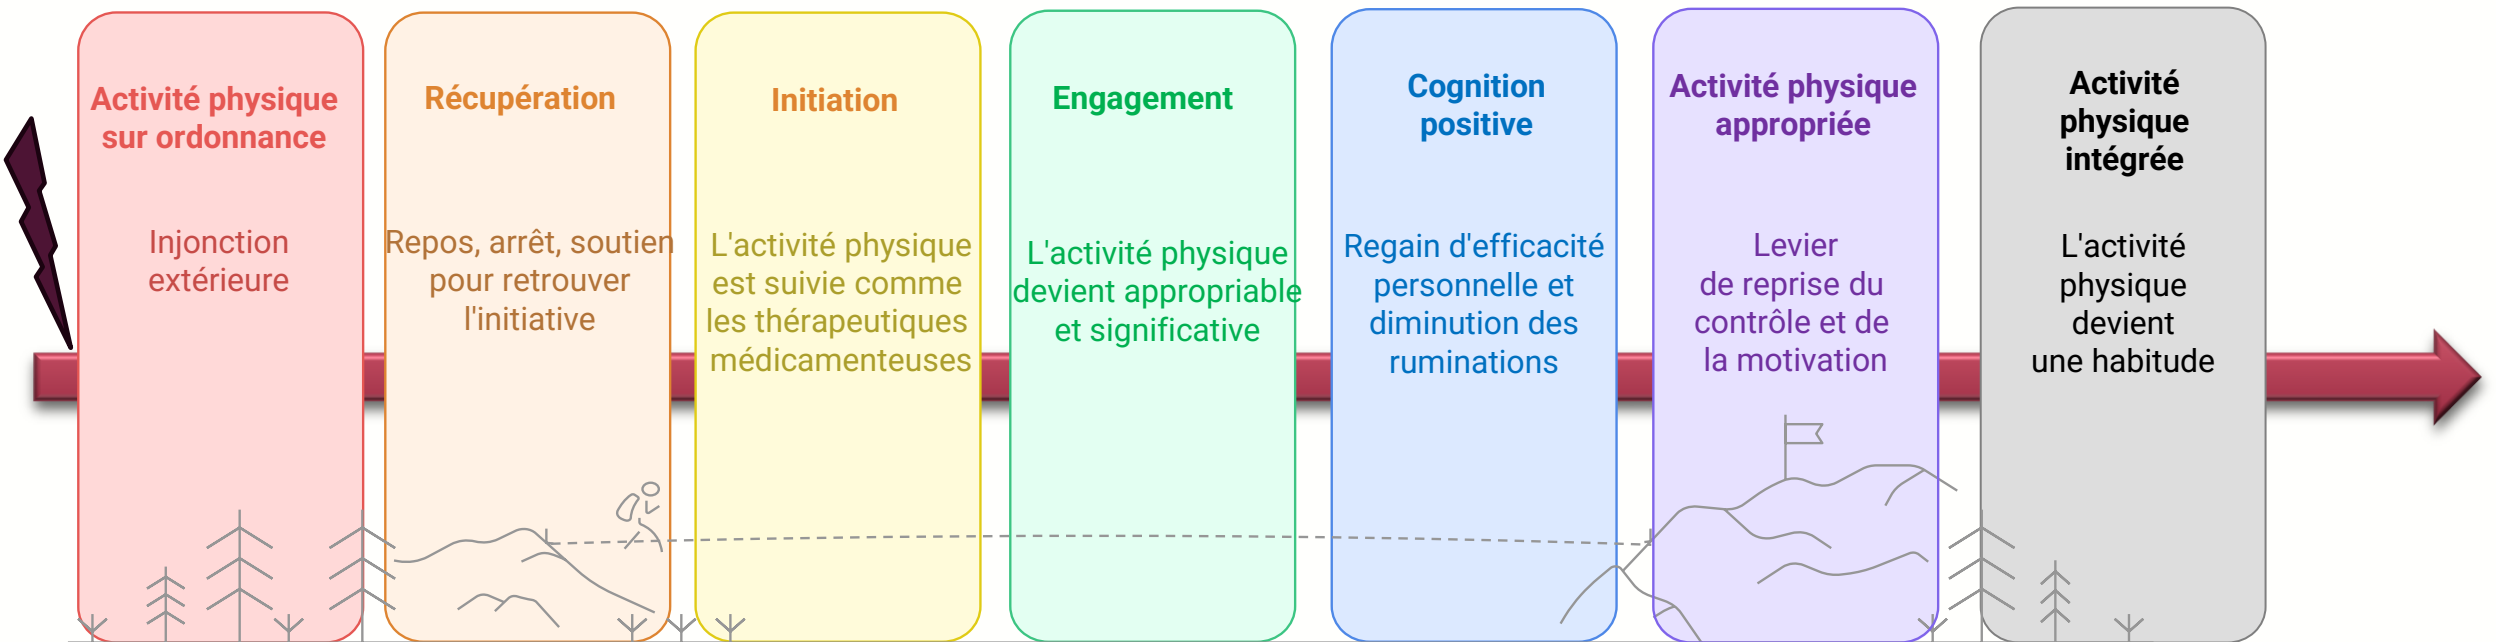 Activité physique
sur ordonnance
Injonction
extérieure
Récupération
Repos, arrêt, soutien
pour retrouver
l'initiative
Initiation
L'activité physique
est suivie comme
les thérapeutiques
médicamenteuses
Engagement
L'activité physique
devient appropriable
et significative
Cognition
positive
Regain d'efficacité
personnelle et
diminution des
ruminations
Activité physique
appropriée
Levier
de reprise du
contrôle et de
la motivation
Activité
physique
intégrée
L'activité
physique
devient
une habitude